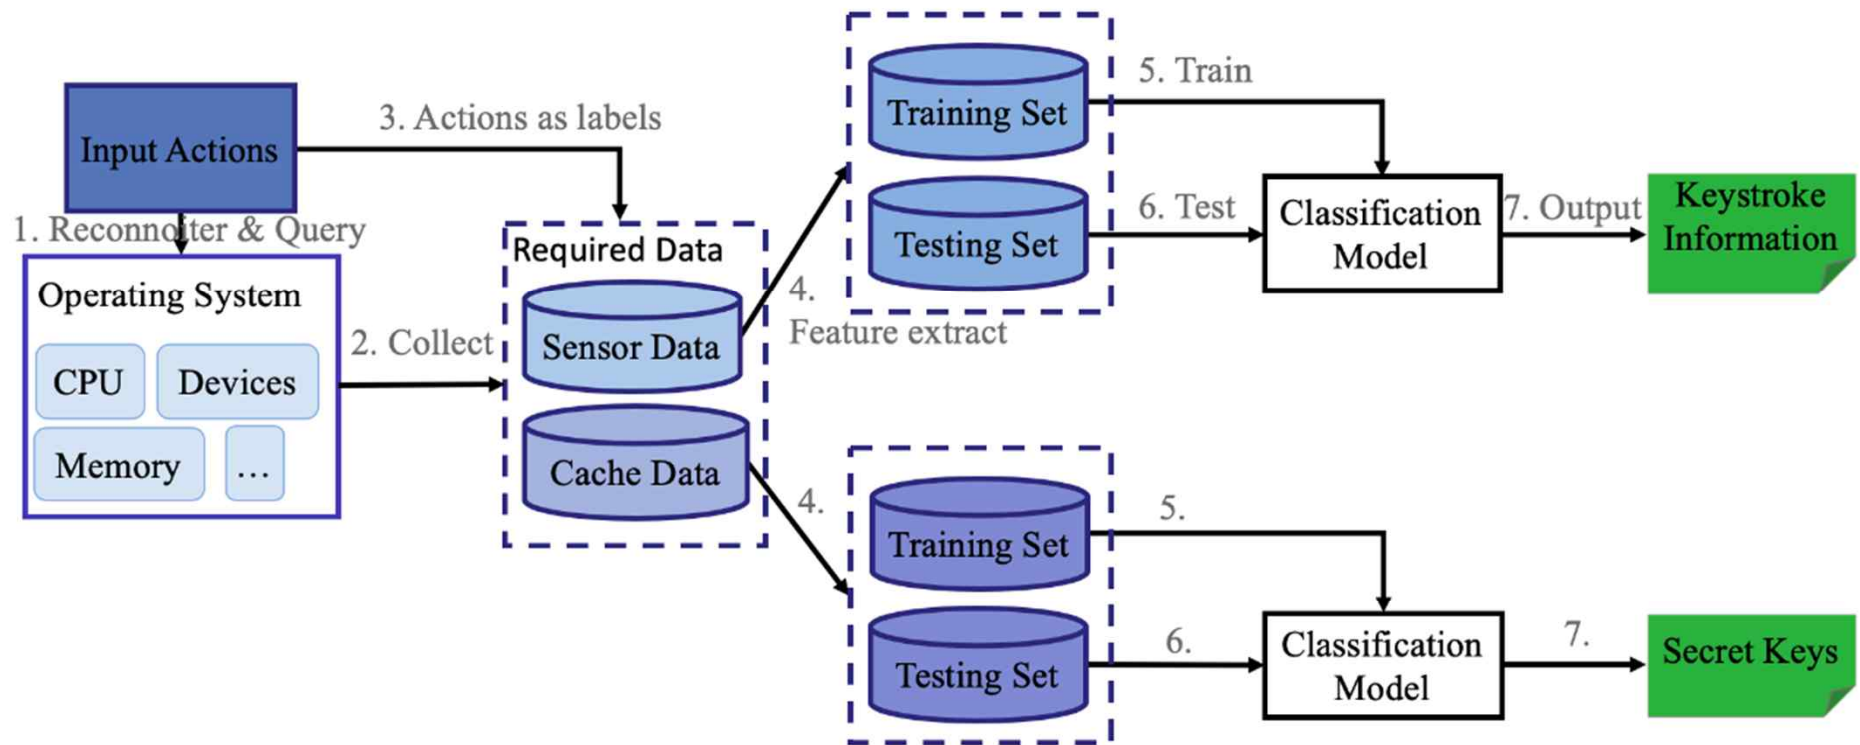 Input Actions
1. Reconnoiter & Query
Operating System
CPU
Devices
Memory
...
2. Collect
3. Actions as labels
Required Data
Sensor Data
Cache Data
4.
Feature extract
Training Set
Testing Set
5. Train
6. Test
Classification
Model
7. Output
Keystroke
Information
4.
Training Set
Testing Set
5.
6.
Classification
Model
7.
Secret Keys